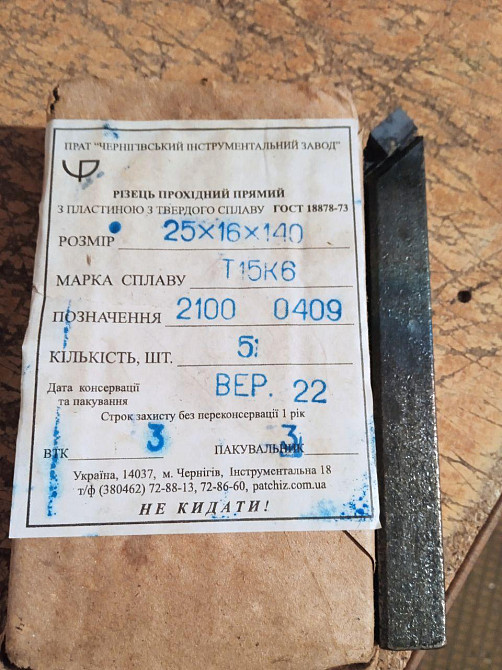 ПРАТ "ЧЕРНІГІВСЬКИЙ ІНСТРУМЕНТАЛЬНИЙ ЗАВОД"
РІЗЕЦЬ ПРОХІДНИЙ ПРЯМИЙ
З ПЛАСТИНОЮ З ТВЕРДОГО СПЛАВУ ГОСТ 18878-73
РОЗМІР 25×16×140
МАРКА СПЛАВУ Т15К6
ПОЗНАЧЕННЯ 2100 0409
КІЛЬКІСТЬ, ШТ. 5
Дата консервації
та пакування ВЕР. 22
Строк захисту без переконсервації 1 рік
ВТК 3 ПАКУВАЛЬНИК 3
Україна, 14037, м. Чернігів, Інструментальна 18
т/ф (380462) 72-88-13, 72-86-60, patchiz.com.ua
НЕ КИДАТИ!